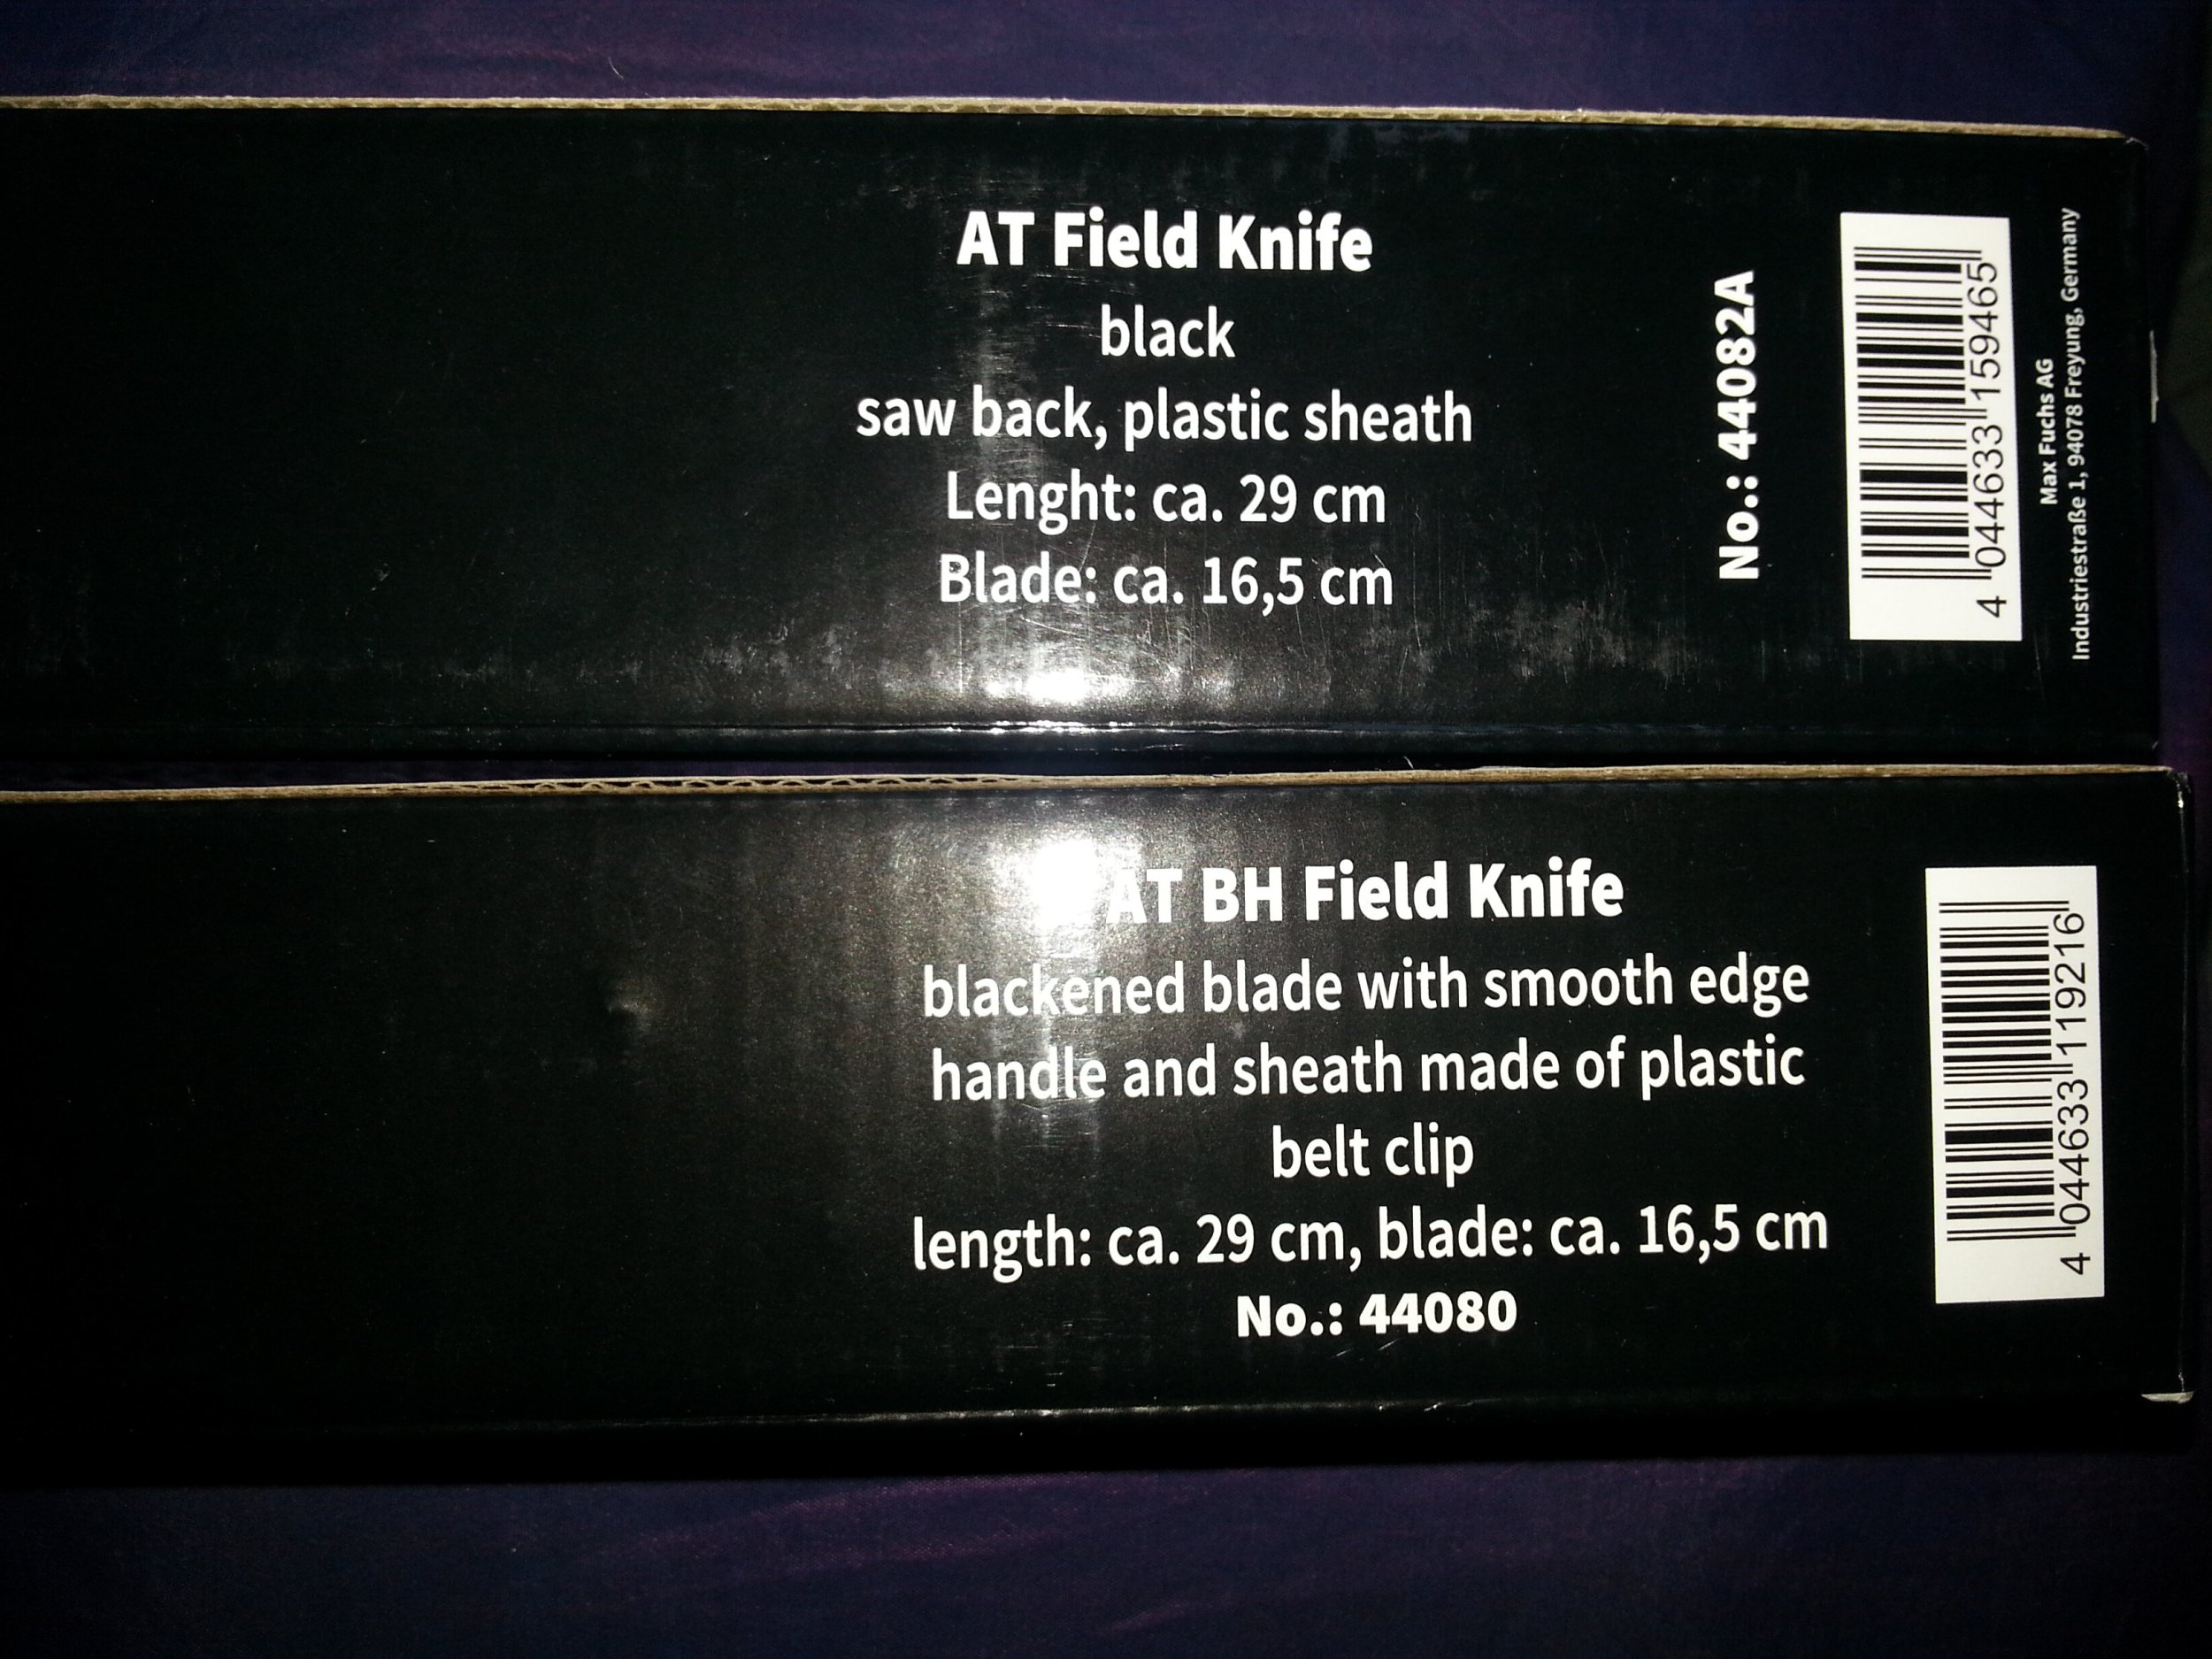 AT Field Knife
black
saw back, plastic sheath
Lenght: ca. 29 cm
Blade: ca. 16,5 cm
No.: 44082A
4 044633 159465
Max Fuchs AG
Industriestraße 1, 94078 Freyung, Germany
AT BH Field Knife
blackened blade with smooth edge
handle and sheath made of plastic
belt clip
length: ca. 29 cm, blade: ca. 16,5 cm
No.: 44080
4 044633 119216